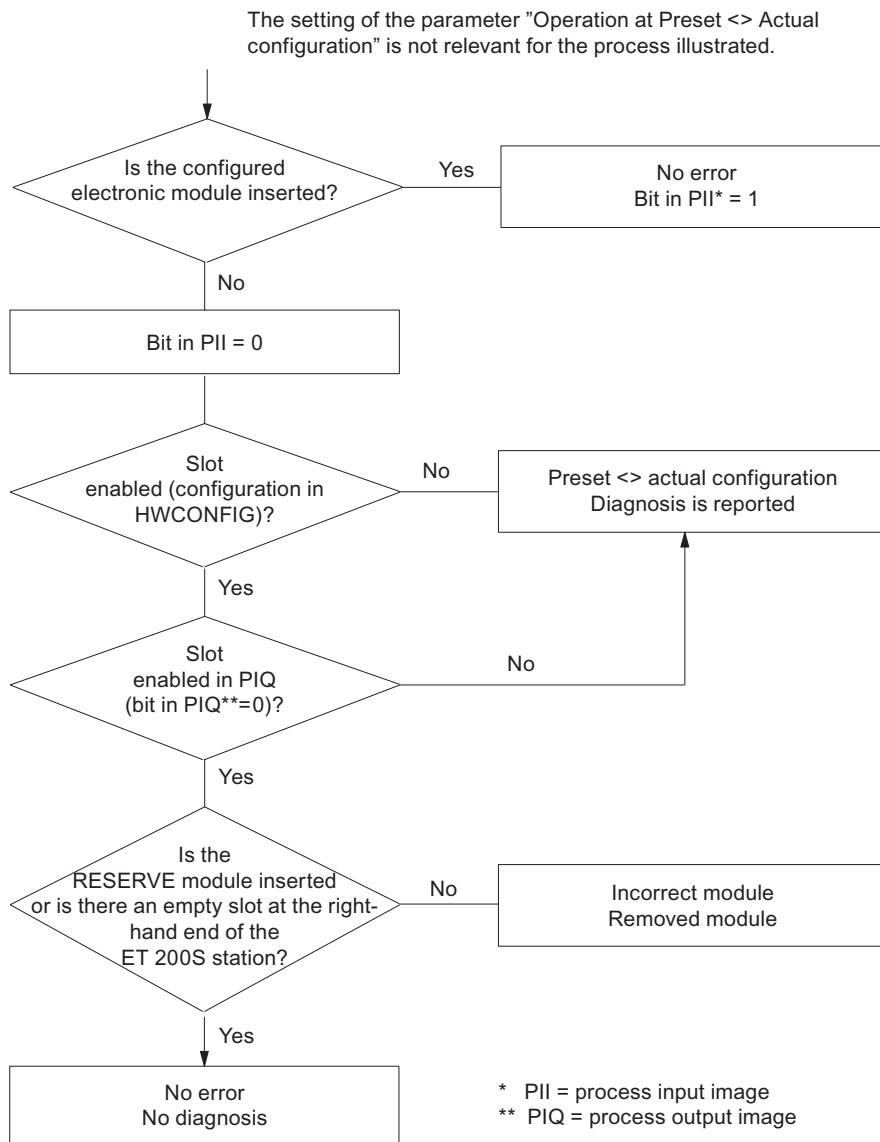 The setting of the parameter ”Operation at Preset <> Actual
configuration” is not relevant for the process illustrated.
Is the configured
electronic module inserted?
Yes
No error
Bit in PII* = 1
No
Bit in PII = 0
Slot
enabled (configuration in
HWCONFIG)?
No
Preset <> actual configuration
Diagnosis is reported
Yes
Slot
enabled in PIQ
(bit in PIQ**=0)?
No
Yes
Is the
RESERVE module inserted
or is there an empty slot at the right-
hand end of the
ET 200S station?
No
Incorrect module
Removed module
Yes
No error
No diagnosis
* PII = process input image
** PIQ = process output image